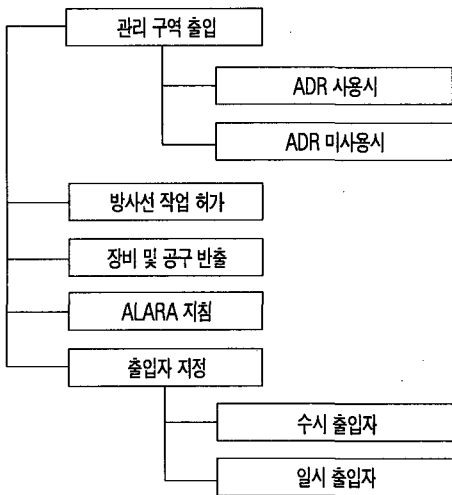 관리 구역 출입
ADR 사용시
ADR 미사용시
방사선 작업 허가
장비 및 공구 반출
ALARA 지침
출입자 지정
수시 출입자
일시 출입자